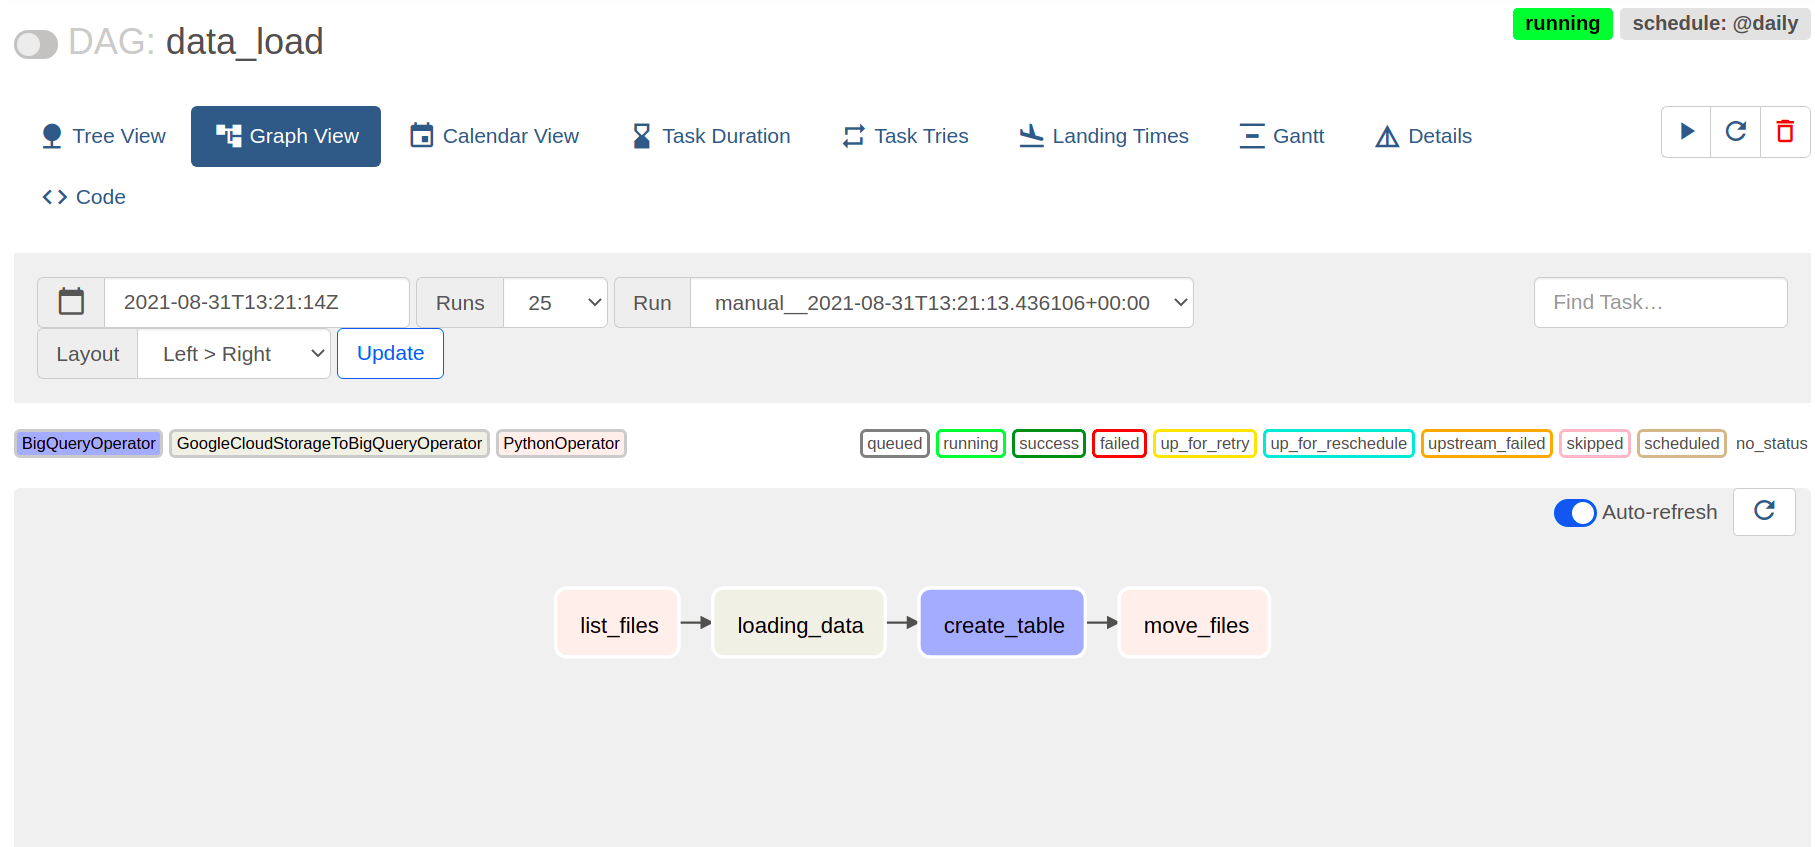 DAG: data_load
running
schedule: @daily
Tree View
Graph View
Calendar View
Task Duration
Task Tries
Landing Times
Gantt
Details
Code
2021-08-31T13:21:14Z
Runs
25
Run
manual__2021-08-31T13:21:13.436106+00:00
Find Task…
Layout
Left > Right
Update
BigQueryOperator
GoogleCloudStorageToBigQueryOperator
PythonOperator
queued
running
success
failed
up_for_retry
up_for_reschedule
upstream_failed
skipped
scheduled
no_status
Auto-refresh
list_files
loading_data
create_table
move_files